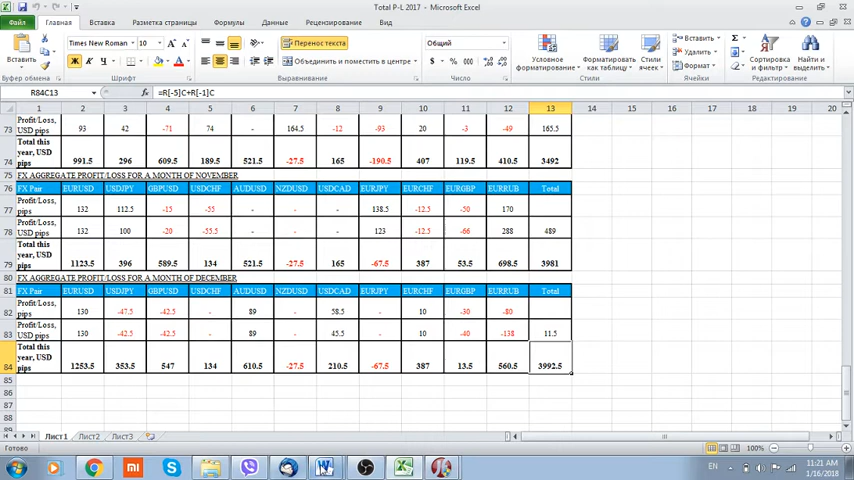 Total P-L 2017 - Microsoft Excel
Файл Главная Вставка Разметка страницы Формулы Данные Рецензирование Вид
Вставить Times New Roman 10 Перенос текста Общий Условное форматирование Форматировать как таблицу Стили ячеек Вставить Удалить Формат Сортировка и фильтр Найти и выделить
Ж К Ч Объединить и поместить в центре % 000
Буфер обмена Шрифт Выравнивание Число Стили Ячейки Редактирование
R84C13 fx =R[-5]C+R[-1]C
1 2 3 4 5 6 7 8 9 10 11 12 13 14 15 16 17 18 19 20
73 Profit/Loss, USD pips 93 42 -71 74 - 164.5 -12 -93 20 -3 -49 165.5
74 Total this year, USD pips 991.5 296 609.5 189.5 521.5 -27.5 165 -190.5 407 119.5 410.5 3492
75 FX AGGREGATE PROFIT/LOSS FOR A MONTH OF NOVEMBER
76 FX Pair EURUSD USDJPY GBPUSD USDCHF AUDUSD NZDUSD USDCAD EURJPY EURCHF EURGBP EURRUB Total
77 Profit/Loss, pips 132 112.5 -15 -55 - - - 138.5 -12.5 -50 170
78 Profit/Loss, USD pips 132 100 -20 -55.5 - - - 123 -12.5 -66 288 489
79 Total this year, USD pips 1123.5 396 589.5 134 521.5 -27.5 165 -67.5 387 53.5 698.5 3981
80 FX AGGREGATE PROFIT/LOSS FOR A MONTH OF DECEMBER
81 FX Pair EURUSD USDJPY GBPUSD USDCHF AUDUSD NZDUSD USDCAD EURJPY EURCHF EURGBP EURRUB Total
82 Profit/Loss, pips 130 -47.5 -42.5 - 89 - 58.5 - 10 -30 -80
83 Profit/Loss, USD pips 130 -42.5 -42.5 - 89 - 45.5 - 10 -40 -138 11.5
84 Total this year, USD pips 1253.5 353.5 547 134 610.5 -27.5 210.5 -67.5 387 13.5 560.5 3992.5
85
86
87
88
Лист1 Лист2 Лист3
Готово 100%
EN 11:21 AM
1/16/2018